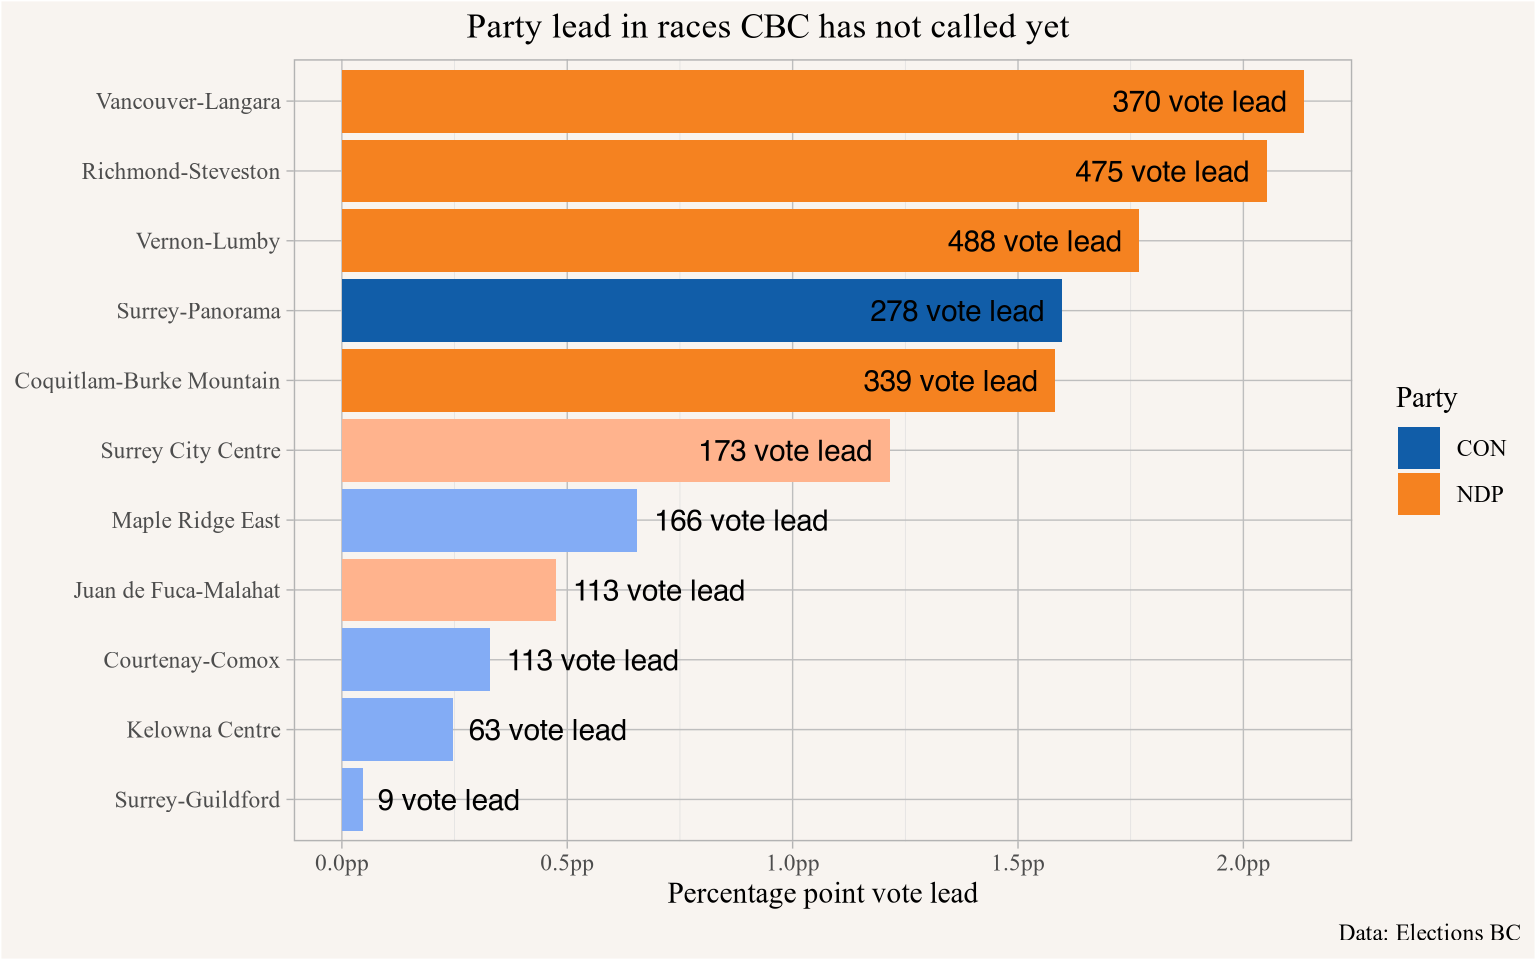 Party lead in races CBC has not called yet
Vancouver-Langara
370 vote lead
Richmond-Steveston
475 vote lead
Vernon-Lumby
488 vote lead
Surrey-Panorama
278 vote lead
Coquitlam-Burke Mountain
339 vote lead
Surrey City Centre
173 vote lead
Maple Ridge East
166 vote lead
Juan de Fuca-Malahat
113 vote lead
Courtenay-Comox
113 vote lead
Kelowna Centre
63 vote lead
Surrey-Guildford
9 vote lead
0.0pp
0.5pp
1.0pp
1.5pp
2.0pp
Percentage point vote lead
Party
CON
NDP
Data: Elections BC